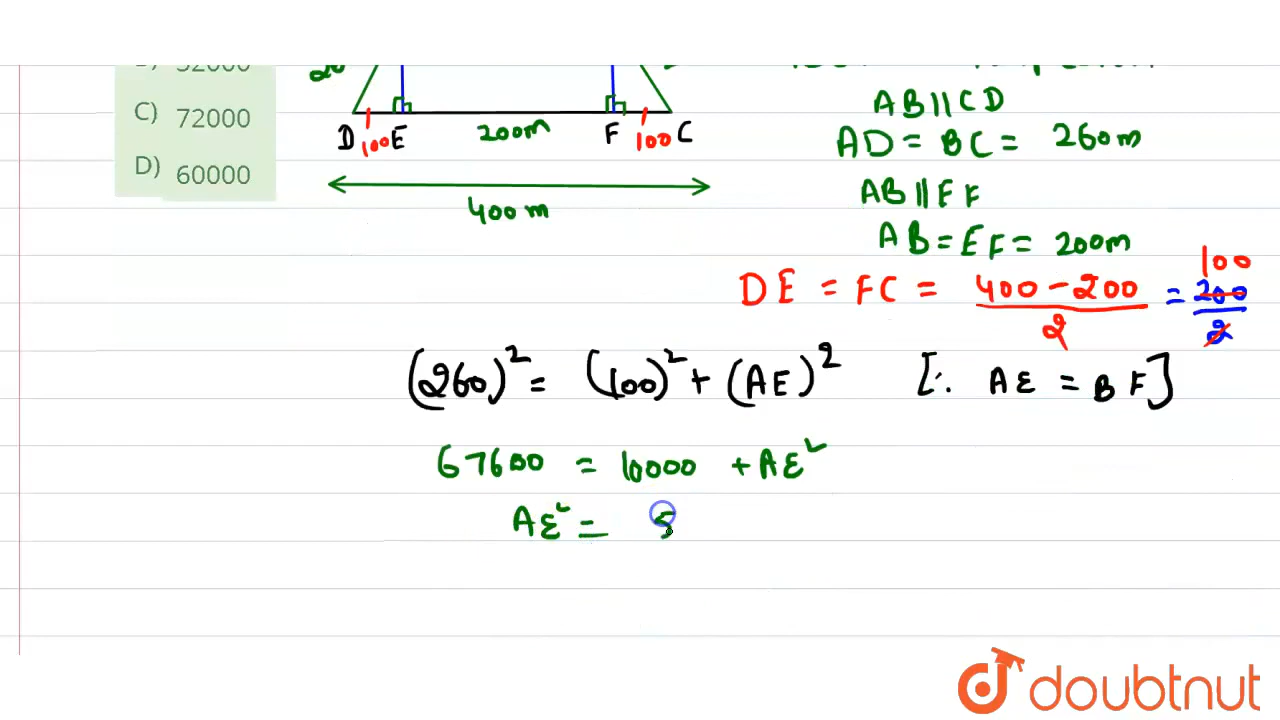 C) 72000
D) 60000
D 100 E 200m F 100 C
400 m
AB || CD
AD = BC = 260m
AB || EF
AB = EF = 200m
DE = FC = 400 - 200 / 2 = 200 / 2 100
(260)² = (100)² + (AE)² [∵ AE = BF]
67600 = 10000 + AE²
AE² = 5
doubtnut